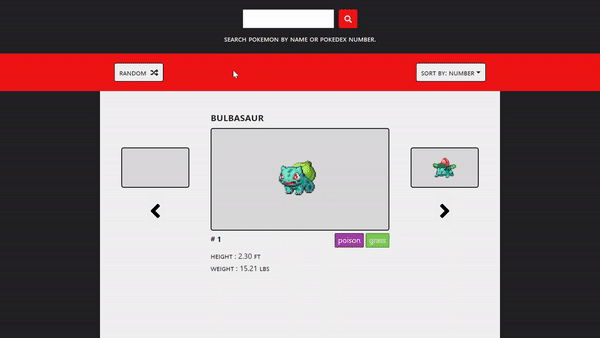 SEARCH POKEMON BY NAME OR POKEDEX NUMBER.
RANDOM
SORT BY: NUMBER
BULBASAUR
# 1
poison grass
HEIGHT : 2.30 FT
WEIGHT : 15.21 LBS